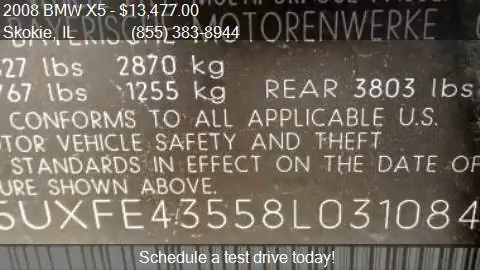 2008 BMW X5 - $13,477.00
Skokie, IL (855) 383-8944
MOTORENWERKE
327 lbs 2870 kg
767 lbs 1255 kg REAR 3803 lbs
CONFORMS TO ALL APPLICABLE U.S.
TOR VEHICLE SAFETY AND THEFT
STANDARDS IN EFFECT ON THE DATE OF
URE SHOWN ABOVE.
5UXFE43558L031084
Schedule a test drive today!